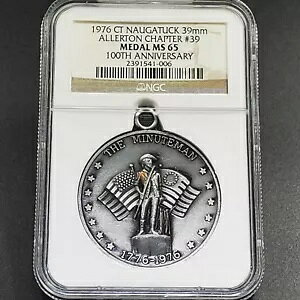 1976 CT NAUGATUCK 39mm
ALLERTON CHAPTER #39
MEDAL MS 65
100TH ANNIVERSARY
2391541-006
NGC
THE MINUTEMAN
1776-1976